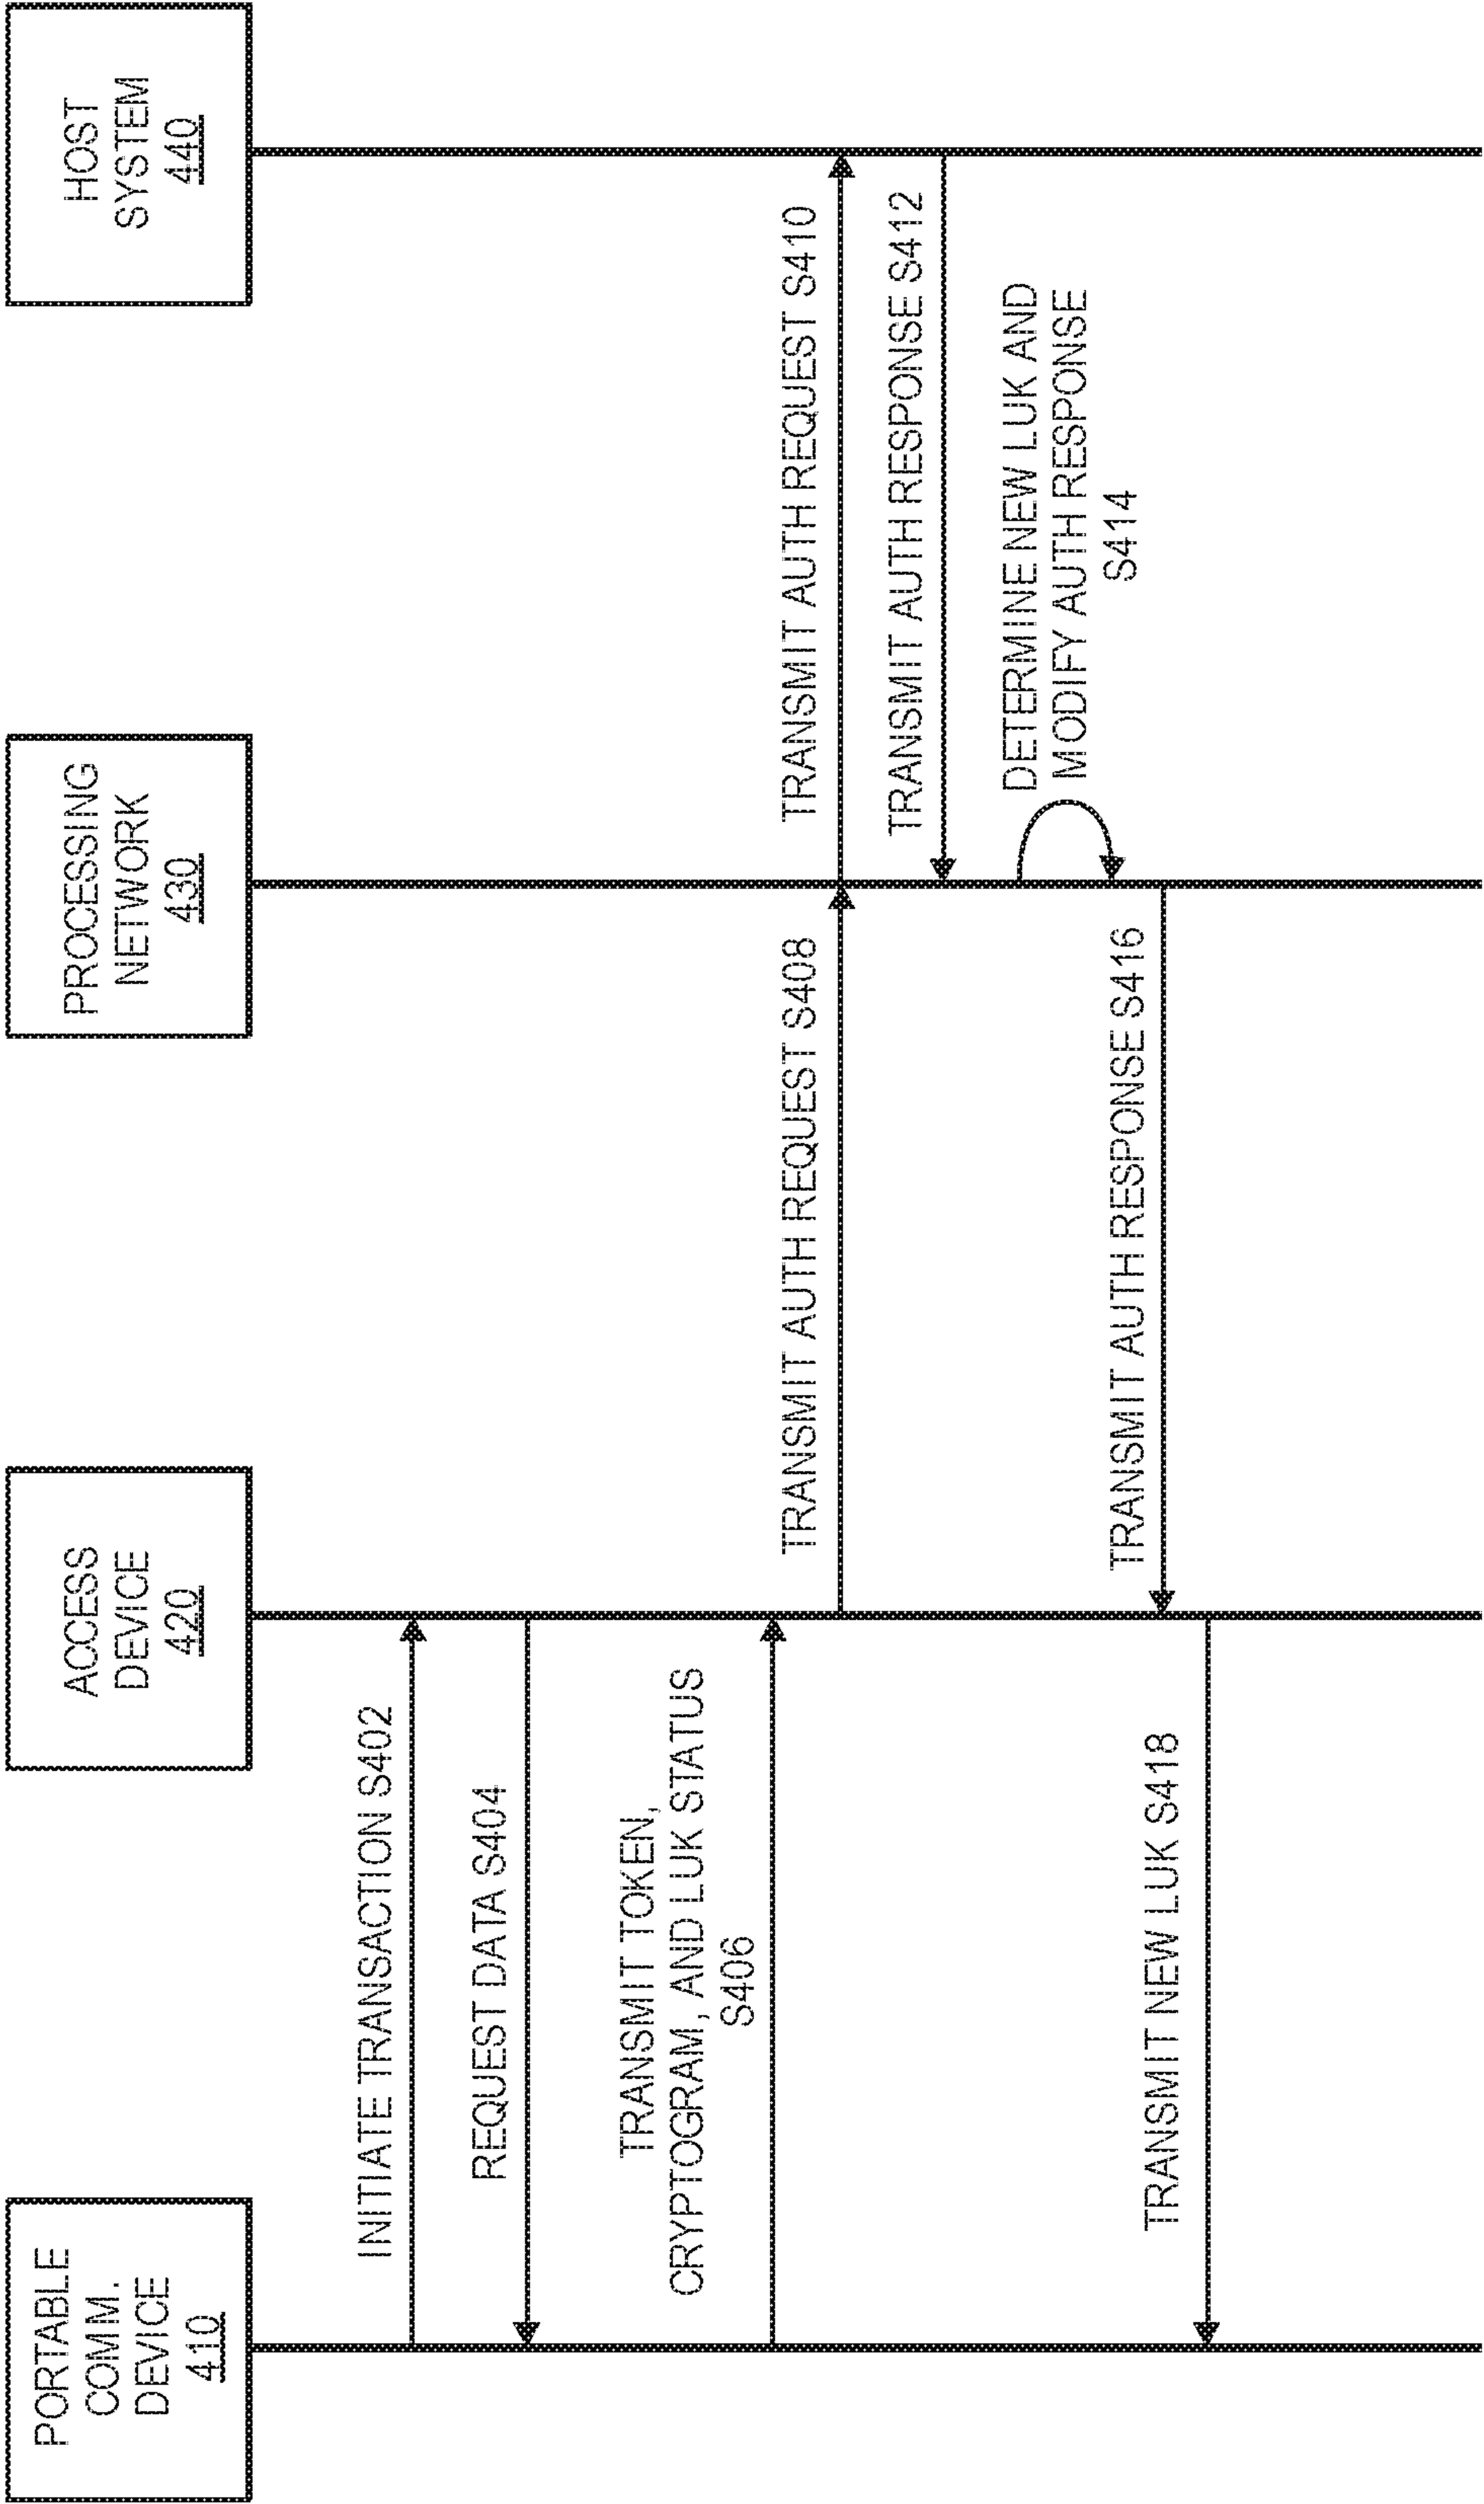 PORTABLE
COMM.
DEVICE
410
ACCESS
DEVICE
420
PROCESSING
NETWORK
430
HOST
SYSTEM
440
INITIATE TRANSACTION S402
REQUEST DATA S404
TRANSMIT TOKEN,
CRYPTOGRAM, AND LUK STATUS
S406
TRANSMIT AUTH REQUEST S408
TRANSMIT AUTH REQUEST S410
TRANSMIT AUTH RESPONSE S412
DETERMINE NEW LUK AND
MODIFY AUTH RESPONSE
S414
TRANSMIT AUTH RESPONSE S416
TRANSMIT NEW LUK S418